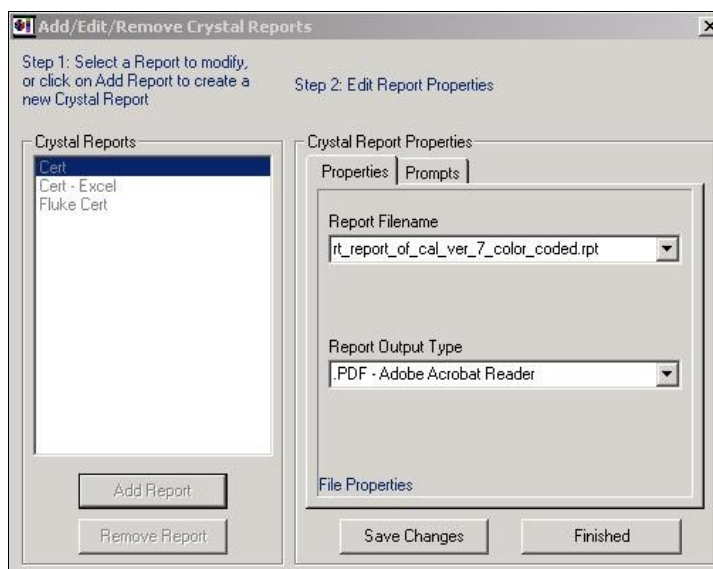 Add/Edit/Remove Crystal Reports
Step 1: Select a Report to modify,
or click on Add Report to create a
new Crystal Report
Step 2: Edit Report Properties
Crystal Reports
Cert
Cert - Excel
Fluke Cert
Add Report
Remove Report
Crystal Report Properties
Properties
Prompts
Report Filename
rt_report_of_cal_ver_7_color_coded.rpt
Report Output Type
.PDF - Adobe Acrobat Reader
File Properties
Save Changes
Finished